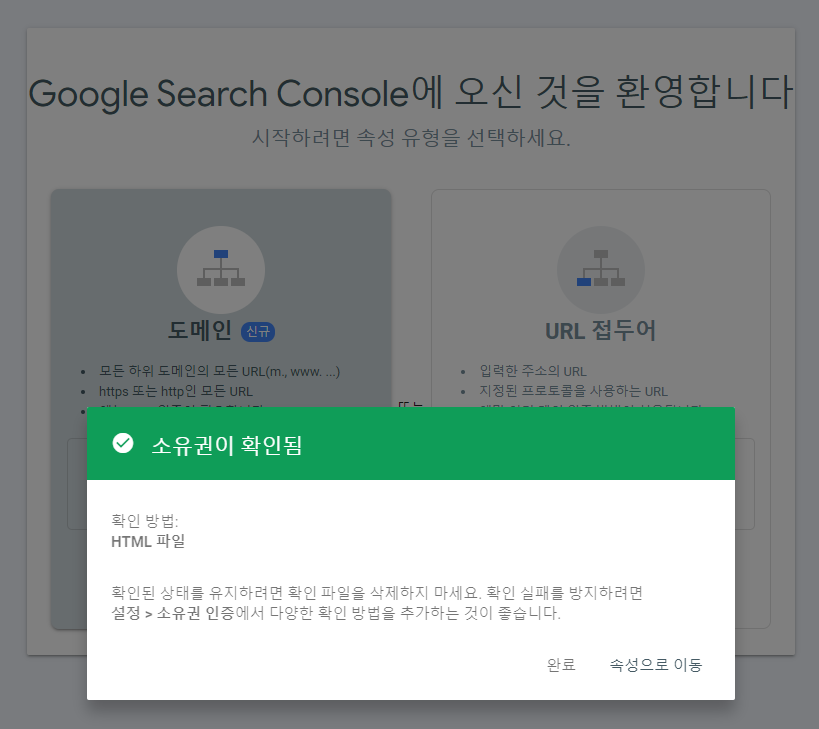 Google Search Console에 오신 것을 환영합니다
시작하려면 속성 유형을 선택하세요.
도메인 신규
모든 하위 도메인의 모든 URL(m., www. ...)
https 또는 http인 모든 URL
URL 접두어
입력한 주소의 URL
지정된 프로토콜을 사용하는 URL
또는
소유권이 확인됨
확인 방법:
HTML 파일
확인된 상태를 유지하려면 확인 파일을 삭제하지 마세요. 확인 실패를 방지하려면
설정 > 소유권 인증에서 다양한 확인 방법을 추가하는 것이 좋습니다.
완료
속성으로 이동